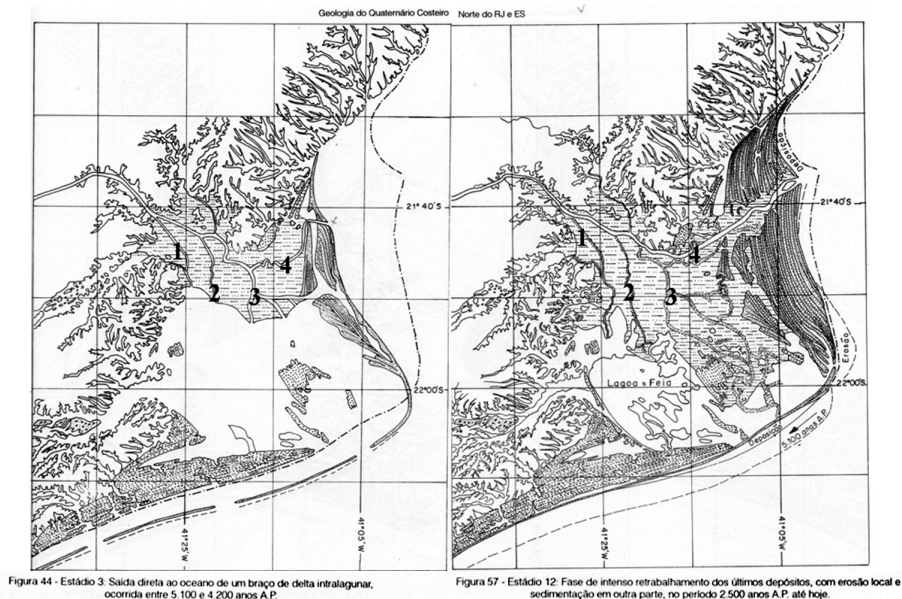 Geologia do Quaternário Costeiro Norte do RJ e ES
1
2
3
4
21° 40'S
22° 00'S
41° 25' W
41° 05' W
1
2
3
4
Deposição
21° 40'S
Erosão
Lagoa Feia
22° 00'S
Deposição
5.100 anos A.P.
41° 25' W
41° 05' W
Figura 44 - Estádio 3: Saída direta ao oceano de um braço de delta intralagunar,
ocorrida entre 5.100 e 4.200 anos A.P.
Figura 57 - Estádio 12: Fase de intenso retrabalhamento dos últimos depósitos, com erosão local e
sedimentação em outra parte, no período 2.500 anos A.P. até hoje.